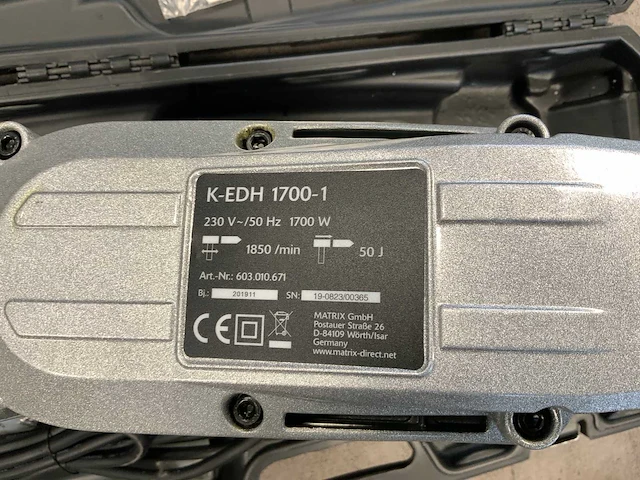 K-EDH 1700-1
230 V~/50 Hz 1700 W
1850 /min 50 J
Art.-Nr.: 603.010.671
Bj.: 201911 SN: 19-0823/00365
CE
MATRIX GmbH
Postauer Straße 26
D-84109 Wörth/Isar
Germany
www.matrix-direct.net